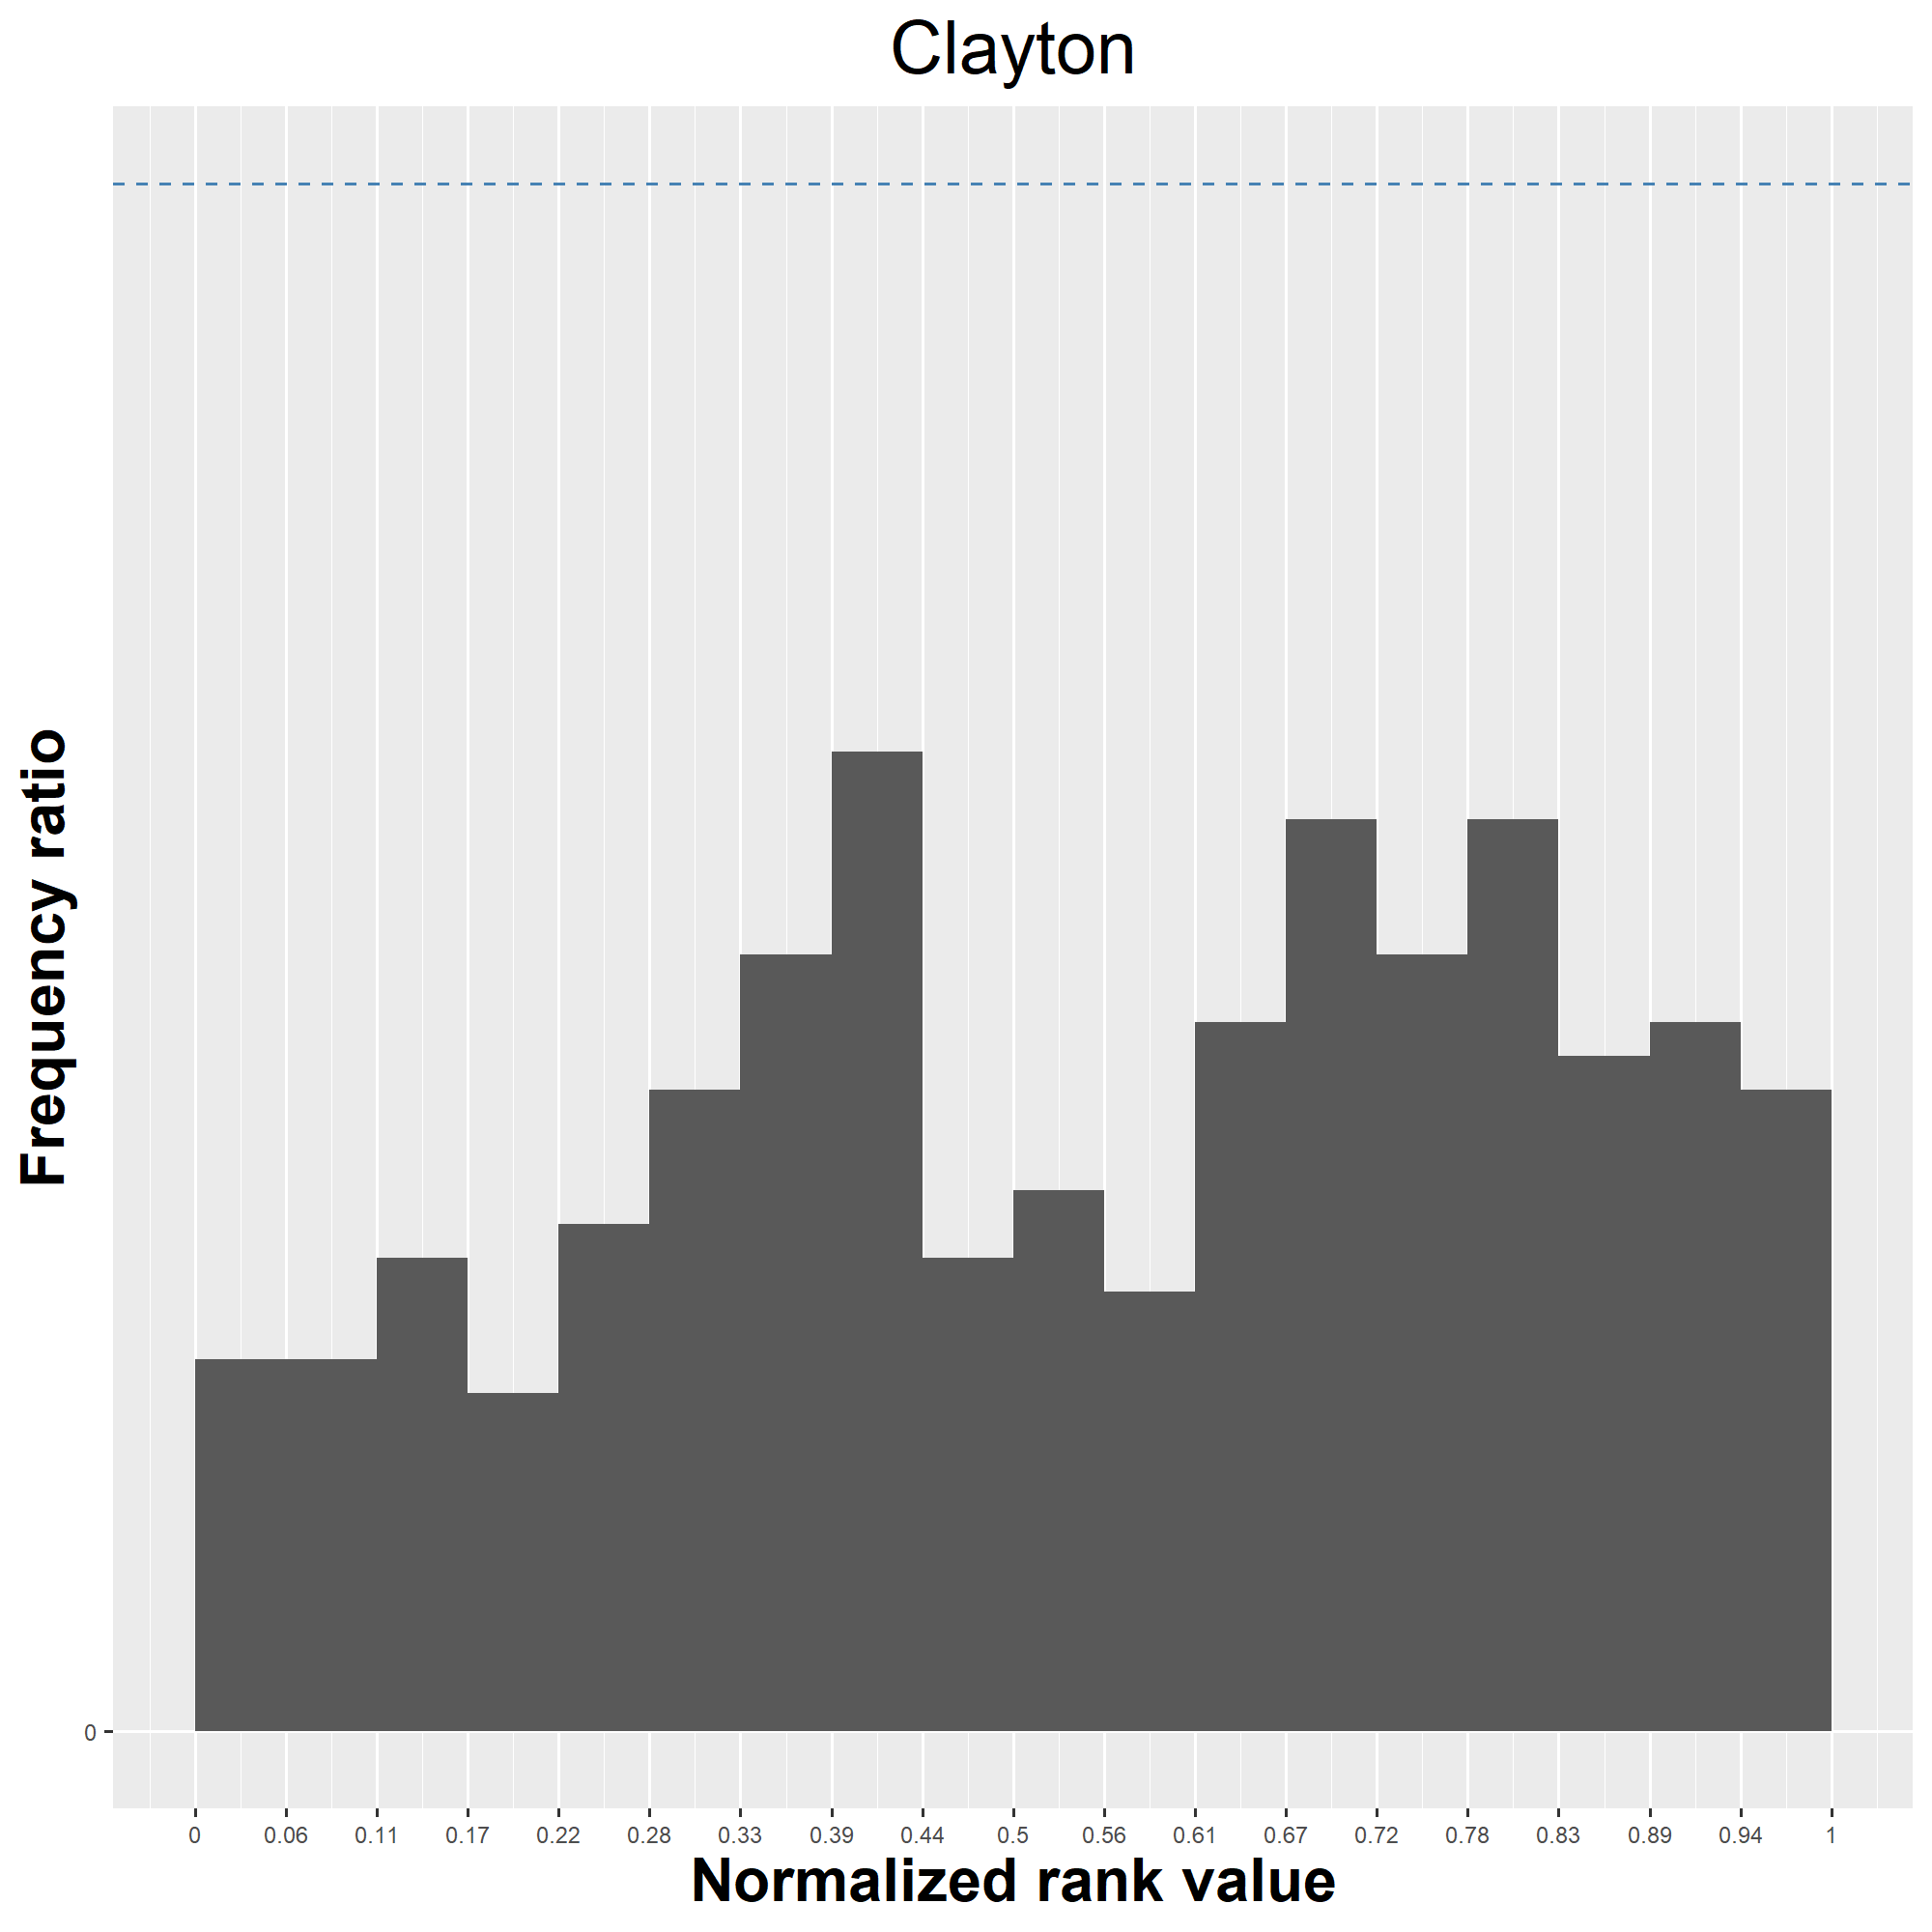 Clayton
Frequency ratio
0
0 0.06 0.11 0.17 0.22 0.28 0.33 0.39 0.44 0.5 0.56 0.61 0.67 0.72 0.78 0.83 0.89 0.94 1
Normalized rank value